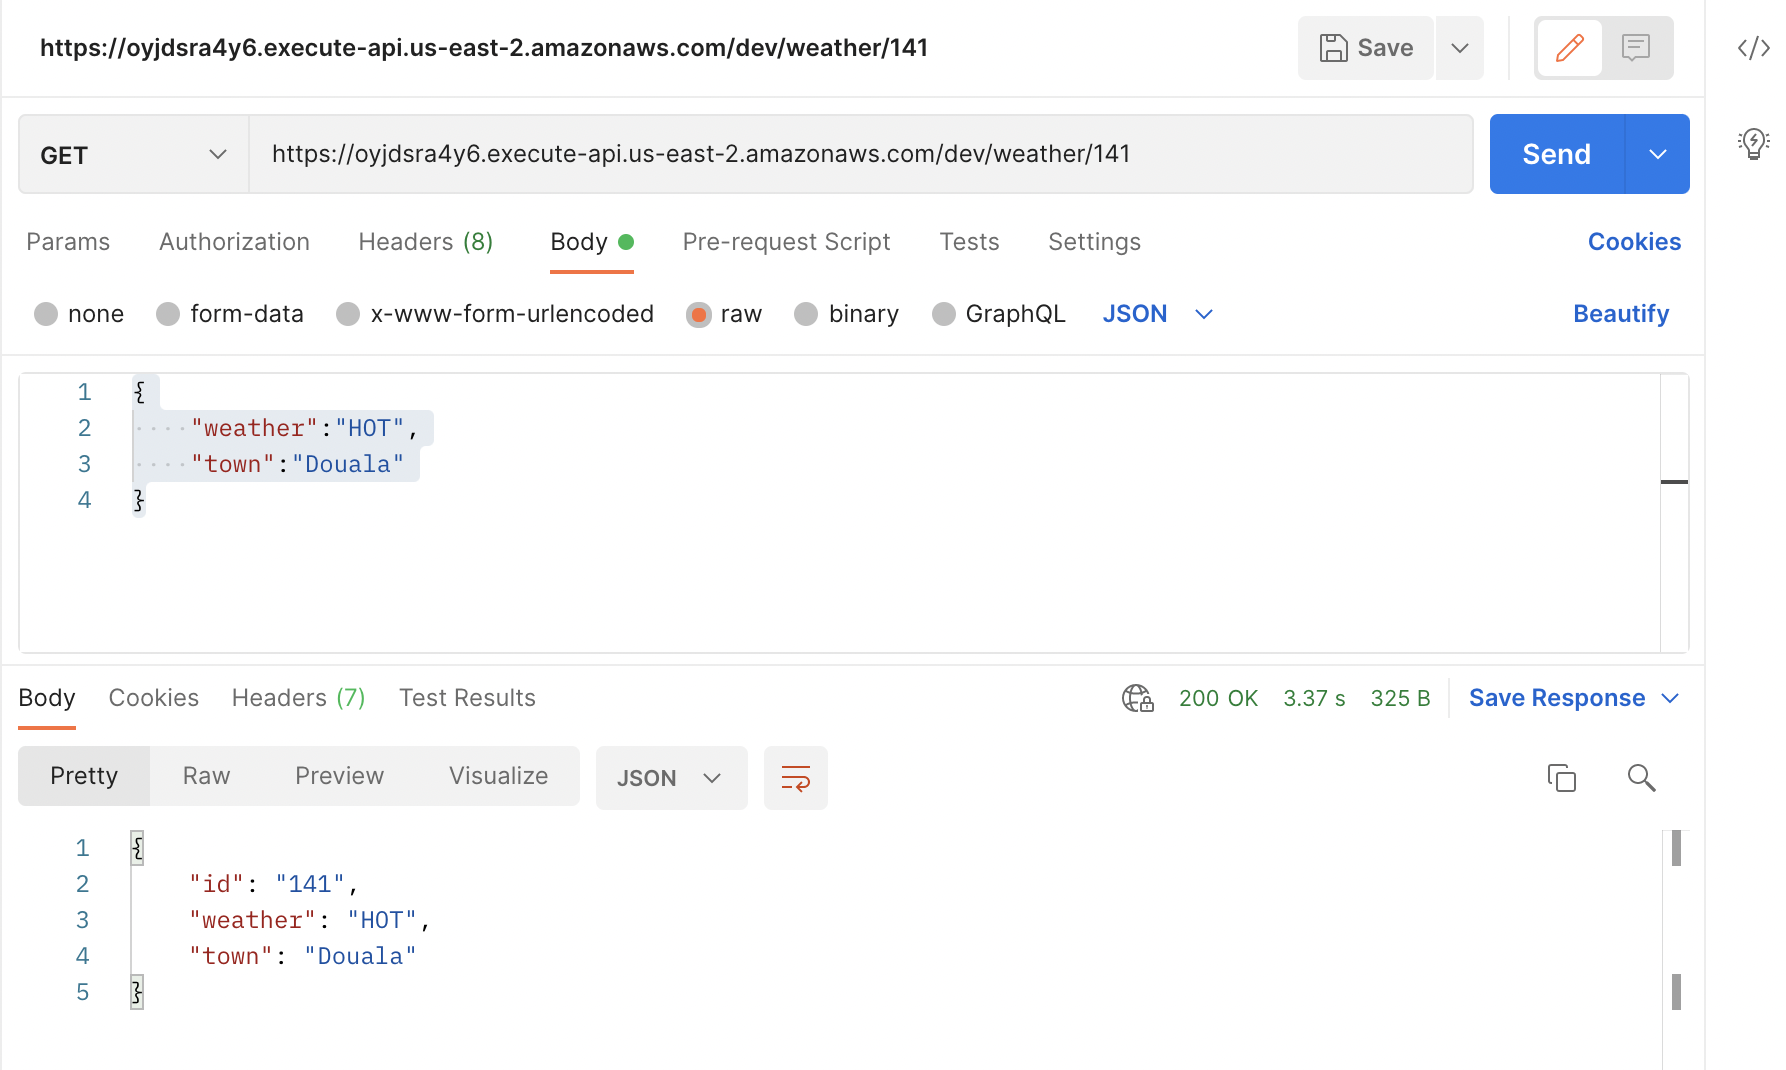 https://oyjdsra4y6.execute-api.us-east-2.amazonaws.com/dev/weather/141 Save
GET https://oyjdsra4y6.execute-api.us-east-2.amazonaws.com/dev/weather/141 Send
Params Authorization Headers (8) Body Pre-request Script Tests Settings Cookies
none form-data x-www-form-urlencoded raw binary GraphQL JSON Beautify
1 {
2 ····"weather":"HOT",
3 ····"town":"Douala"
4 }
Body Cookies Headers (7) Test Results 200 OK 3.37 s 325 B Save Response
Pretty Raw Preview Visualize JSON
1 {
2 "id": "141",
3 "weather": "HOT",
4 "town": "Douala"
5 }